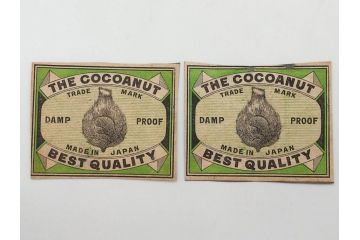 THE COCOANUT
TRADE MARK
DAMP PROOF
MADE IN JAPAN
BEST QUALITY
THE COCOANUT
TRADE MARK
DAMP PROOF
MADE IN JAPAN
BEST QUALITY